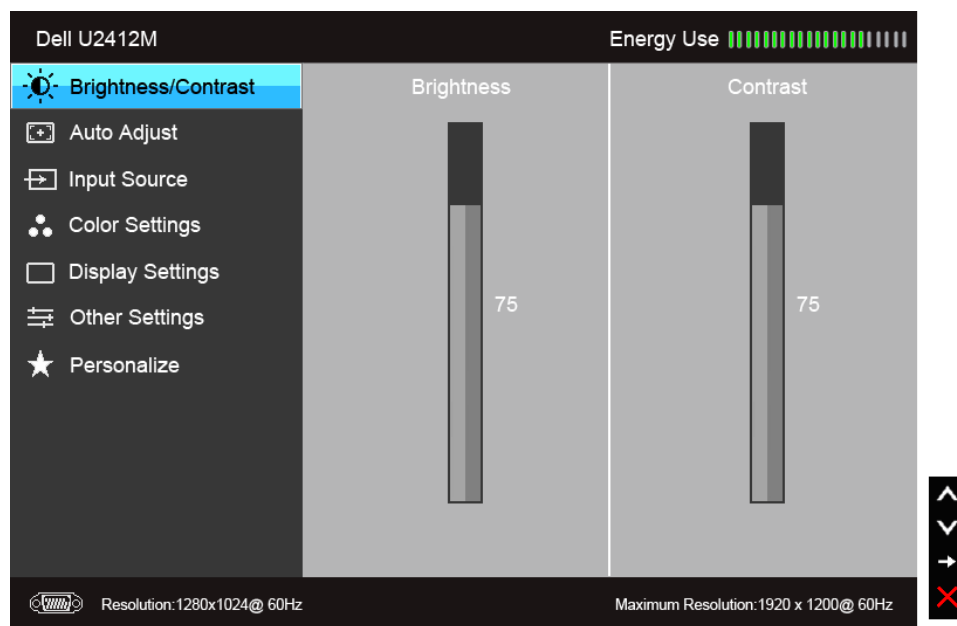 Dell U2412M
Energy Use
Brightness/Contrast
Auto Adjust
Input Source
Color Settings
Display Settings
Other Settings
Personalize
Brightness
75
Contrast
75
Resolution:1280x1024@ 60Hz
Maximum Resolution:1920 x 1200@ 60Hz